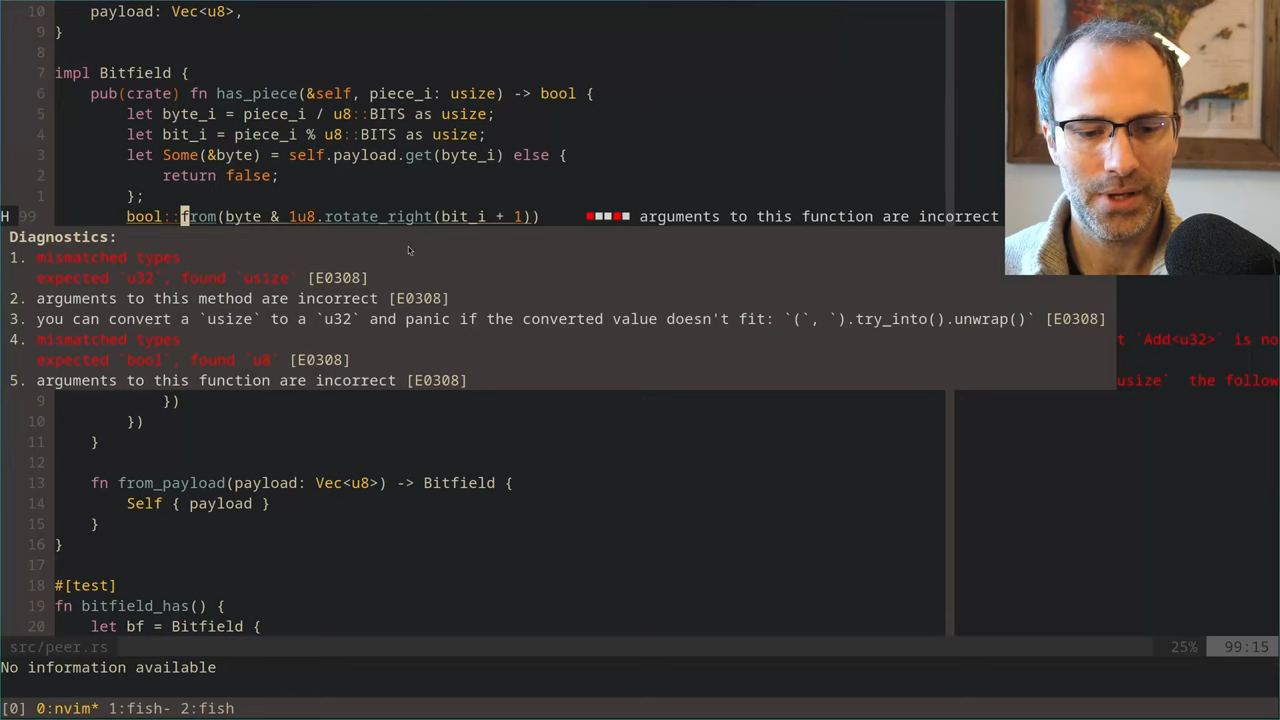 10 payload: Vec<u8>,
9 }
8
7 impl Bitfield {
6 pub(crate) fn has_piece(&self, piece_i: usize) -> bool {
5 let byte_i = piece_i / u8::BITS as usize;
4 let bit_i = piece_i % u8::BITS as usize;
3 let Some(&byte) = self.payload.get(byte_i) else {
2 return false;
1 };
H 99 bool::from(byte & 1u8.rotate_right(bit_i + 1)) arguments to this function are incorrect
Diagnostics:
1. mismatched types
expected `u32`, found `usize` [E0308]
2. arguments to this method are incorrect [E0308]
3. you can convert a `usize` to a `u32` and panic if the converted value doesn't fit: `(`, `).try_into().unwrap()` [E0308]
t `Add<u32>` is no
4. mismatched types
expected `bool`, found `u8` [E0308]
5. arguments to this function are incorrect [E0308]
usize` the follow
9 })
10 })
11 }
12
13 fn from_payload(payload: Vec<u8>) -> Bitfield {
14 Self { payload }
15 }
16 }
17
18 #[test]
19 fn bitfield_has() {
20 let bf = Bitfield {
src/peer.rs 25% 99:15
No information available
[0] 0:nvim* 1:fish- 2:fish